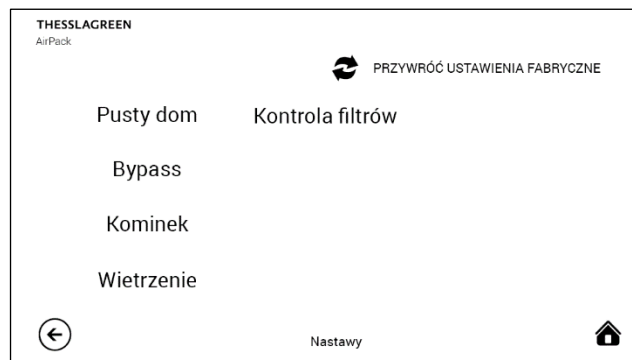 THESSLAGREEN
AirPack
PRZYWRÓĆ USTAWIENIA FABRYCZNE
Pusty dom
Kontrola filtrów
Bypass
Kominek
Wietrzenie
Nastawy